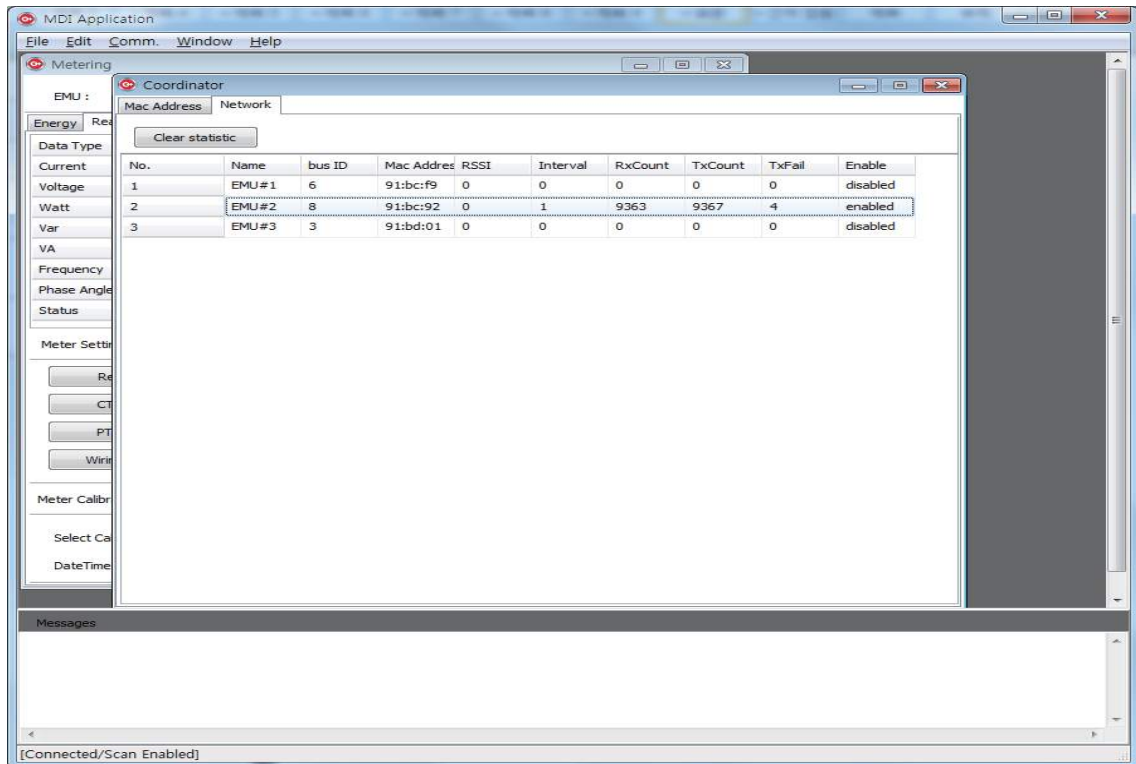 MDI Application
File Edit Comm. Window Help
Metering
Coordinator
EMU :
Mac Address Network
Energy
Clear statistic
Data Type
Current
Voltage
Watt
Var
VA
Frequency
Phase Angle
Status
No. Name bus ID Mac Addres RSSI Interval RxCount TxCount TxFail Enable
1 EMU#1 6 91:bc:f9 0 0 0 0 0 disabled
2 EMU#2 8 91:bc:92 0 1 9363 9367 4 enabled
3 EMU#3 3 91:bd:01 0 0 0 0 0 disabled
Meter Settin
Re
CT
PT
Wirin
Meter Calibr
Select Ca
DateTime
Messages
[Connected/Scan Enabled]